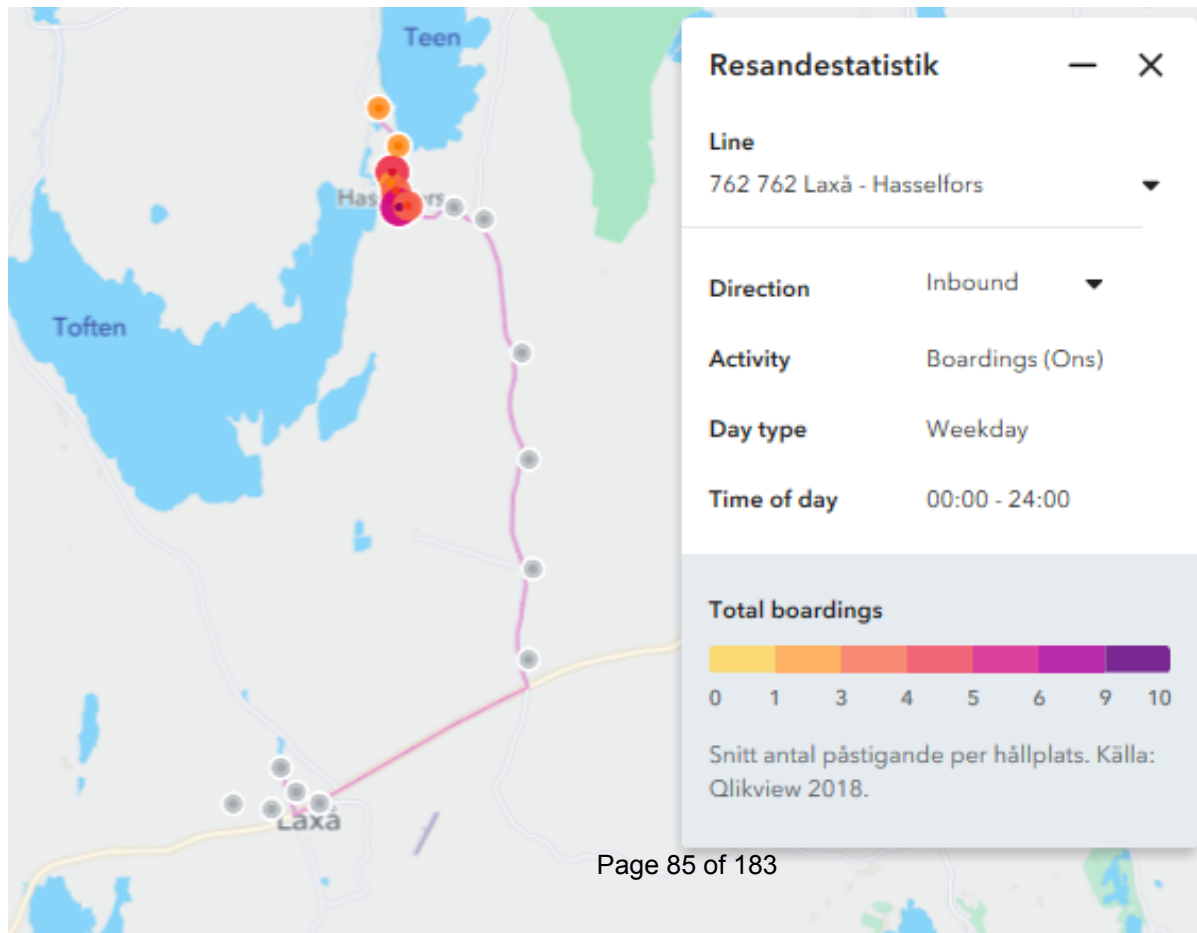 Teen
Hasselfors
Toften
Laxå
Resandestatistik
Line
762 762 Laxå - Hasselfors
Direction Inbound
Activity Boardings (Ons)
Day type Weekday
Time of day 00:00 - 24:00
Total boardings
0 1 3 4 5 6 9 10
Snitt antal påstigande per hållplats. Källa:
Qlikview 2018.
Page 85 of 183